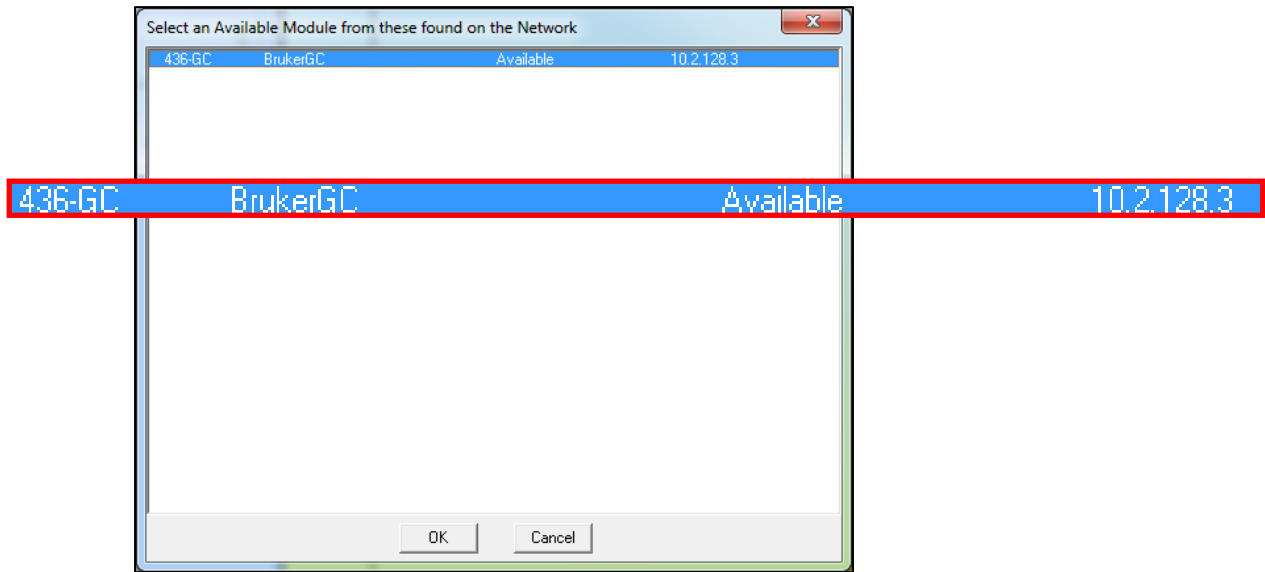 Select an Available Module from these found on the Network
436-GC BrukerGC Available 10.2.128.3
436-GC BrukerGC Available 10.2.128.3
OK Cancel